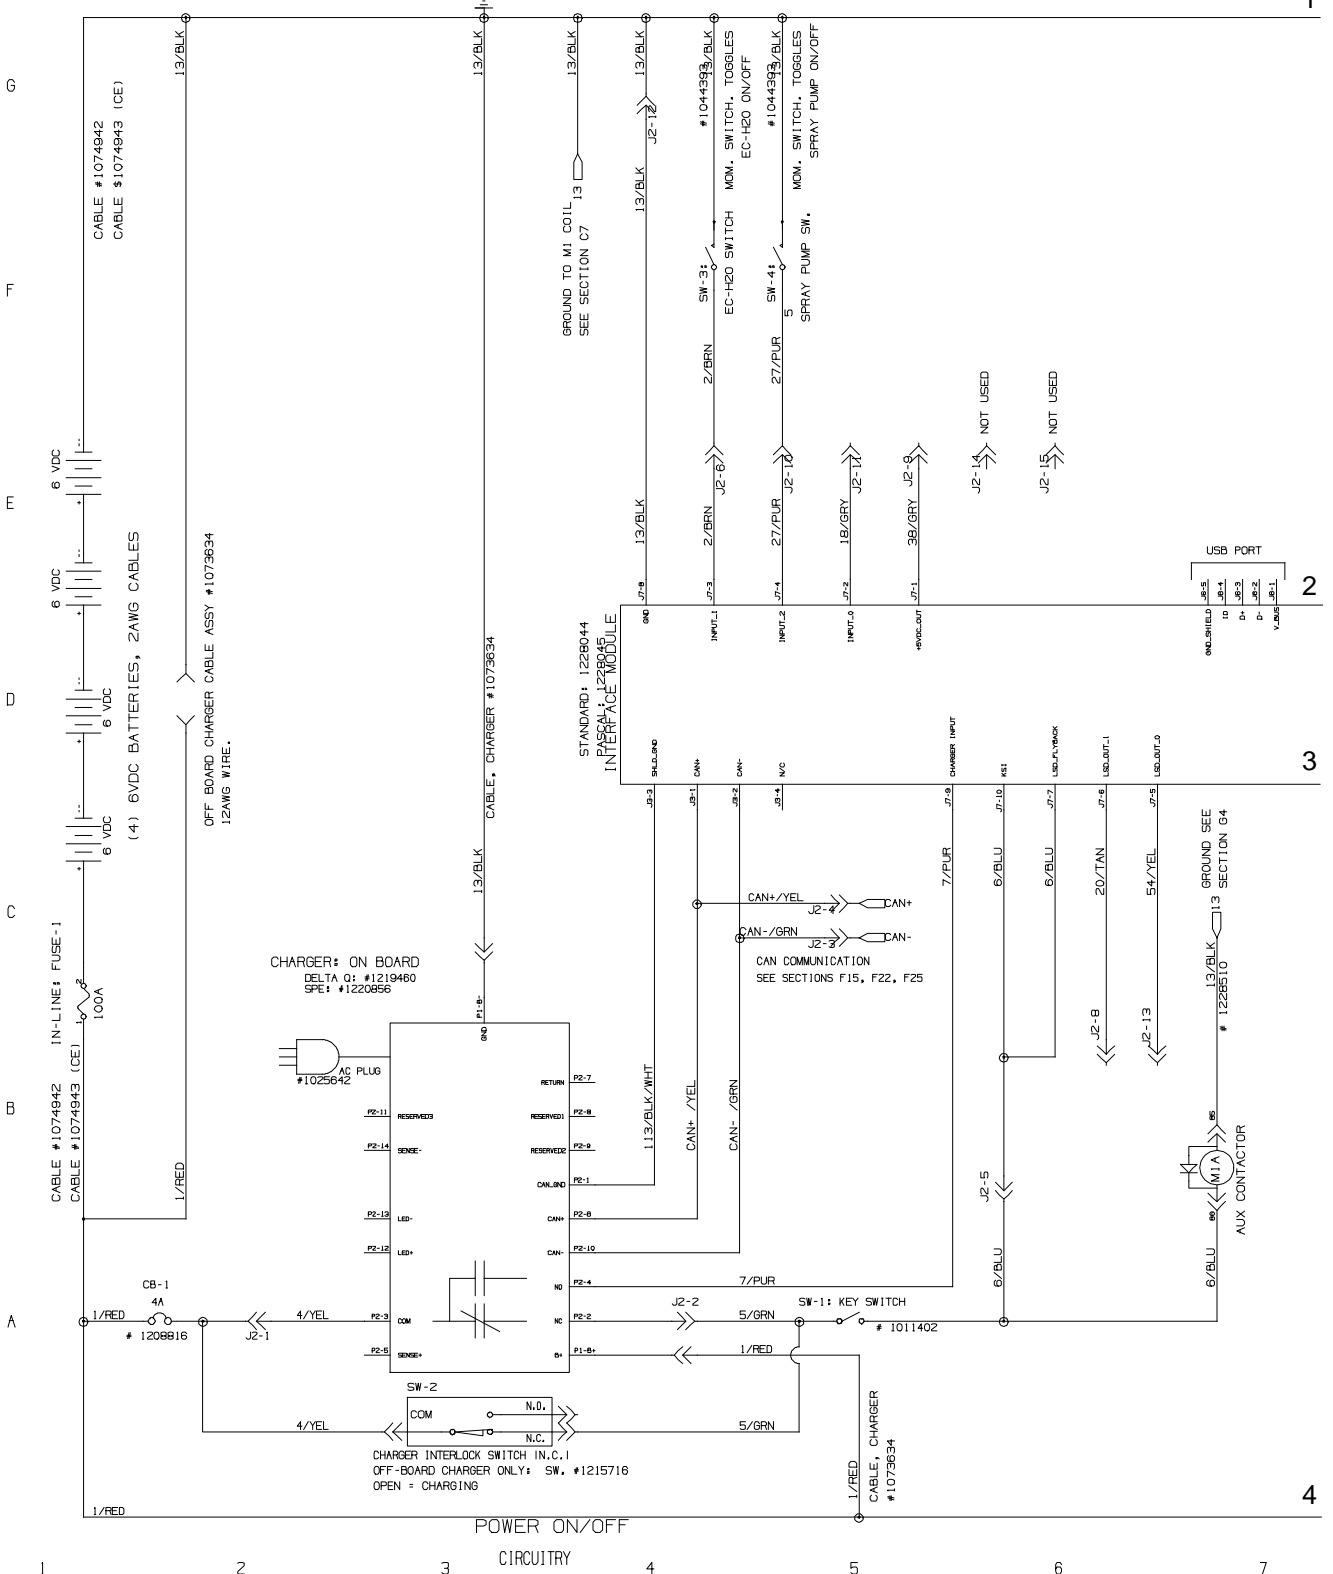 1
G
F
E
D
C
B
A
13/BLK
13/BLK
13/BLK
13/BLK
13/BLK
13/BLK
CABLE #1074942
CABLE $1074943 (CE)
#1044393
MOM. SWITCH. TOGGLES
EC-H2O ON/OFF
#1044393
MOM. SWITCH. TOGGLES
SPRAY PUMP ON/OFF
J2-12
13/BLK
13
GROUND TO M1 COIL
SEE SECTION C7
SW-3:
EC-H2O SWITCH
SW-4:
5
SPRAY PUMP SW.
2/BRN
27/PUR
NOT USED
NOT USED
6 VDC
6 VDC
6 VDC
6 VDC
J2-6
J2-10
J2-11
J2-9
J2-14
J2-15
13/BLK
2/BRN
27/PUR
18/GRY
38/GRY
(4) 6VDC BATTERIES, 2AWG CABLES
OFF BOARD CHARGER CABLE ASSY #1073634
12AWG WIRE.
CABLE, CHARGER #1073634
USB PORT
J7-8
J7-3
J7-4
J7-2
J7-1
J6-5
J6-4
J6-3
J6-2
J6-1
2
GND
INPUT_1
INPUT_2
INPUT_0
+5VDC_OUT
GND_SHIELD
ID
D+
D-
V_BUS
STANDARD: 1228044
PASCAL: 1228045
INTERFACE MODULE
SHLD_GND
CAN+
CAN-
N/C
CHARGER INPUT
KSI
LSD_FLYBACK
LSD_OUT_1
LSD_OUT_0
3
J3-3
J3-1
J3-2
J3-4
J7-9
J7-10
J7-7
J7-6
J7-5
13/BLK
7/PUR
6/BLU
6/BLU
20/TAN
54/YEL
GROUND SEE
SECTION G4
13
13/BLK
# 1228510
CAN+/YEL
J2-4
CAN+
CAN-/GRN
J2-3
CAN-
CAN COMMUNICATION
SEE SECTIONS F15, F22, F25
IN-LINE: FUSE-1
2
1
100A
CABLE #1074942
CABLE #1074943 (CE)
CHARGER: ON BOARD
DELTA Q: #1219460
SPE: #1220856
P1-B-
GND
AC PLUG
#1025642
J2-8
J2-13
RETURN P2-7
P2-11 RESERVED3
RESERVED1 P2-8
P2-14 SENSE-
RESERVED2 P2-9
CAN_GND P2-1
P2-13 LED-
CAN+ P2-6
P2-12 LED+
CAN- P2-10
NO P2-4
P2-3 COM
NC P2-2
P2-5 SENSE+
B+ P1-B+
113/BLK/WHT
CAN+ /YEL
CAN- /GRN
J2-5
85
M1A
86
AUX CONTACTOR
1/RED
6/BLU
6/BLU
7/PUR
CB-1
4A
1/RED
# 1208816
J2-1
4/YEL
J2-2
5/GRN
SW-1: KEY SWITCH
# 1011402
1/RED
SW-2
COM
N.O.
N.C.
4/YEL
5/GRN
CHARGER INTERLOCK SWITCH (N.C.)
OFF-BOARD CHARGER ONLY: SW. #1215716
OPEN = CHARGING
1/RED
CABLE, CHARGER
#1073634
1/RED
4
POWER ON/OFF
CIRCUITRY
1
2
3
4
5
6
7